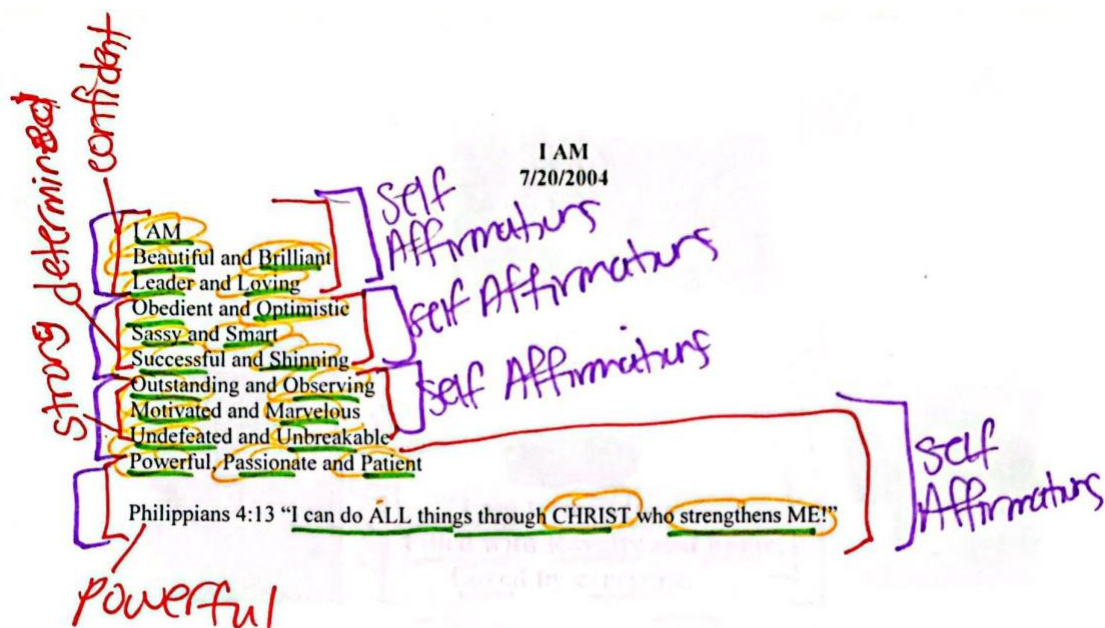 I AM
7/20/2004
confident
determined
strong
Self
Affirmations
I AM
Beautiful and Brilliant
Leader and Loving
Obedient and Optimistic
self Affirmations
Sassy and Smart
Successful and Shinning
Outstanding and Observing
self Affirmations
Motivated and Marvelous
Undefeated and Unbreakable
Powerful, Passionate and Patient
self
Affirmations
Philippians 4:13 “I can do ALL things through CHRIST who strengthens ME!”
Powerful